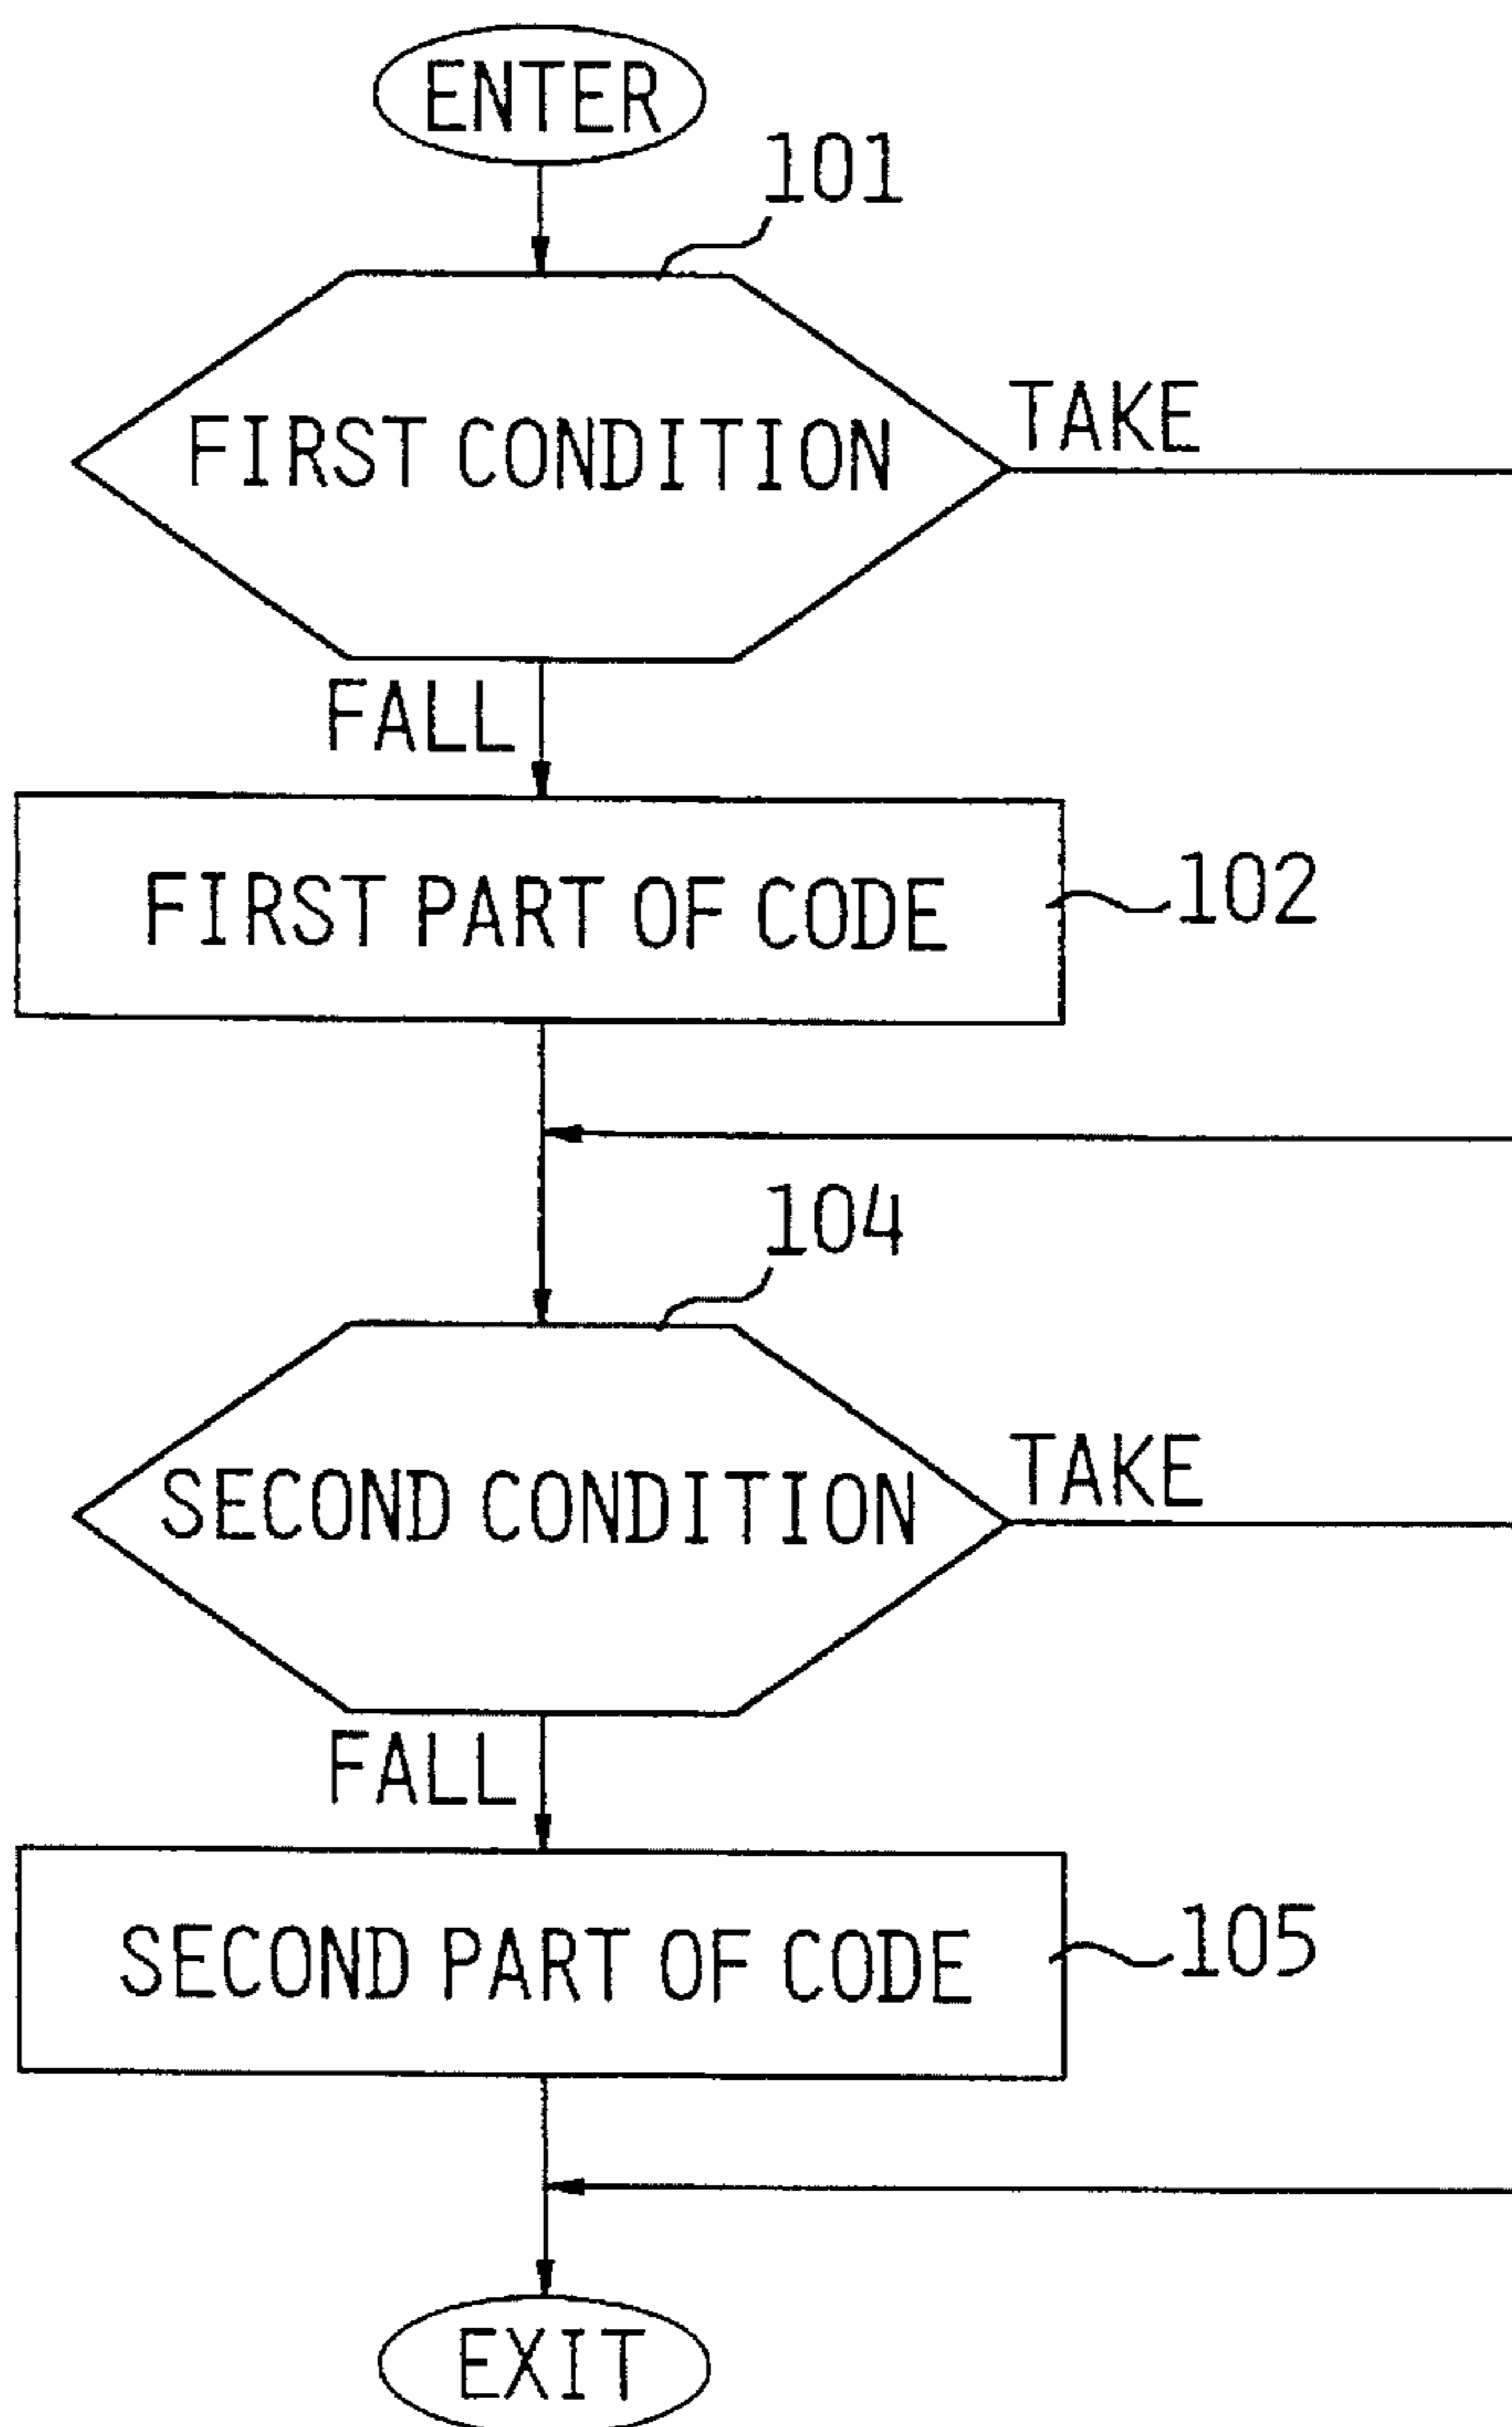 ENTER
101
FIRST CONDITION
TAKE
FALL
FIRST PART OF CODE
102
104
SECOND CONDITION
TAKE
FALL
SECOND PART OF CODE
105
EXIT